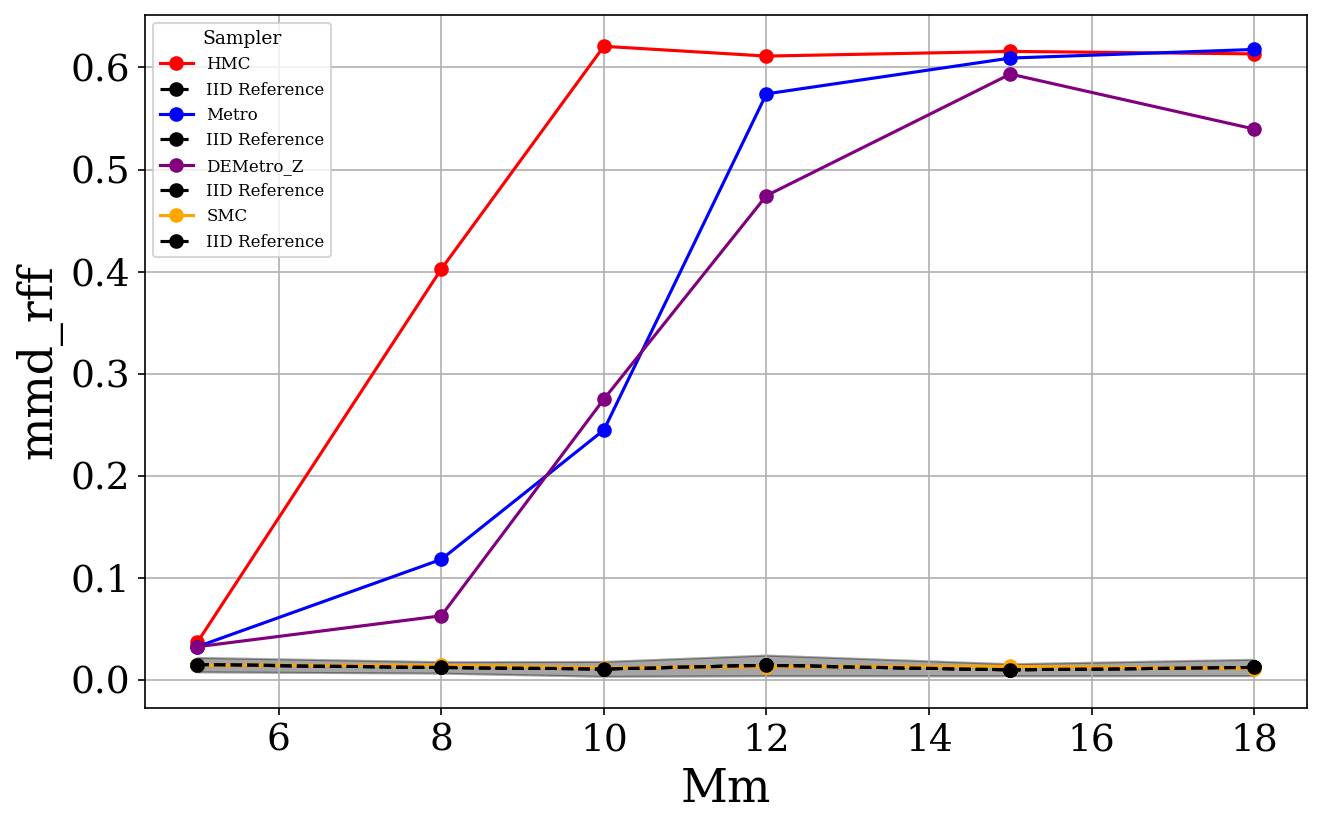 Sampler
HMC
IID Reference
Metro
IID Reference
DEMetro_Z
IID Reference
SMC
IID Reference
mmd_rff
0.6
0.5
0.4
0.3
0.2
0.1
0.0
6 8 10 12 14 16 18
Mm